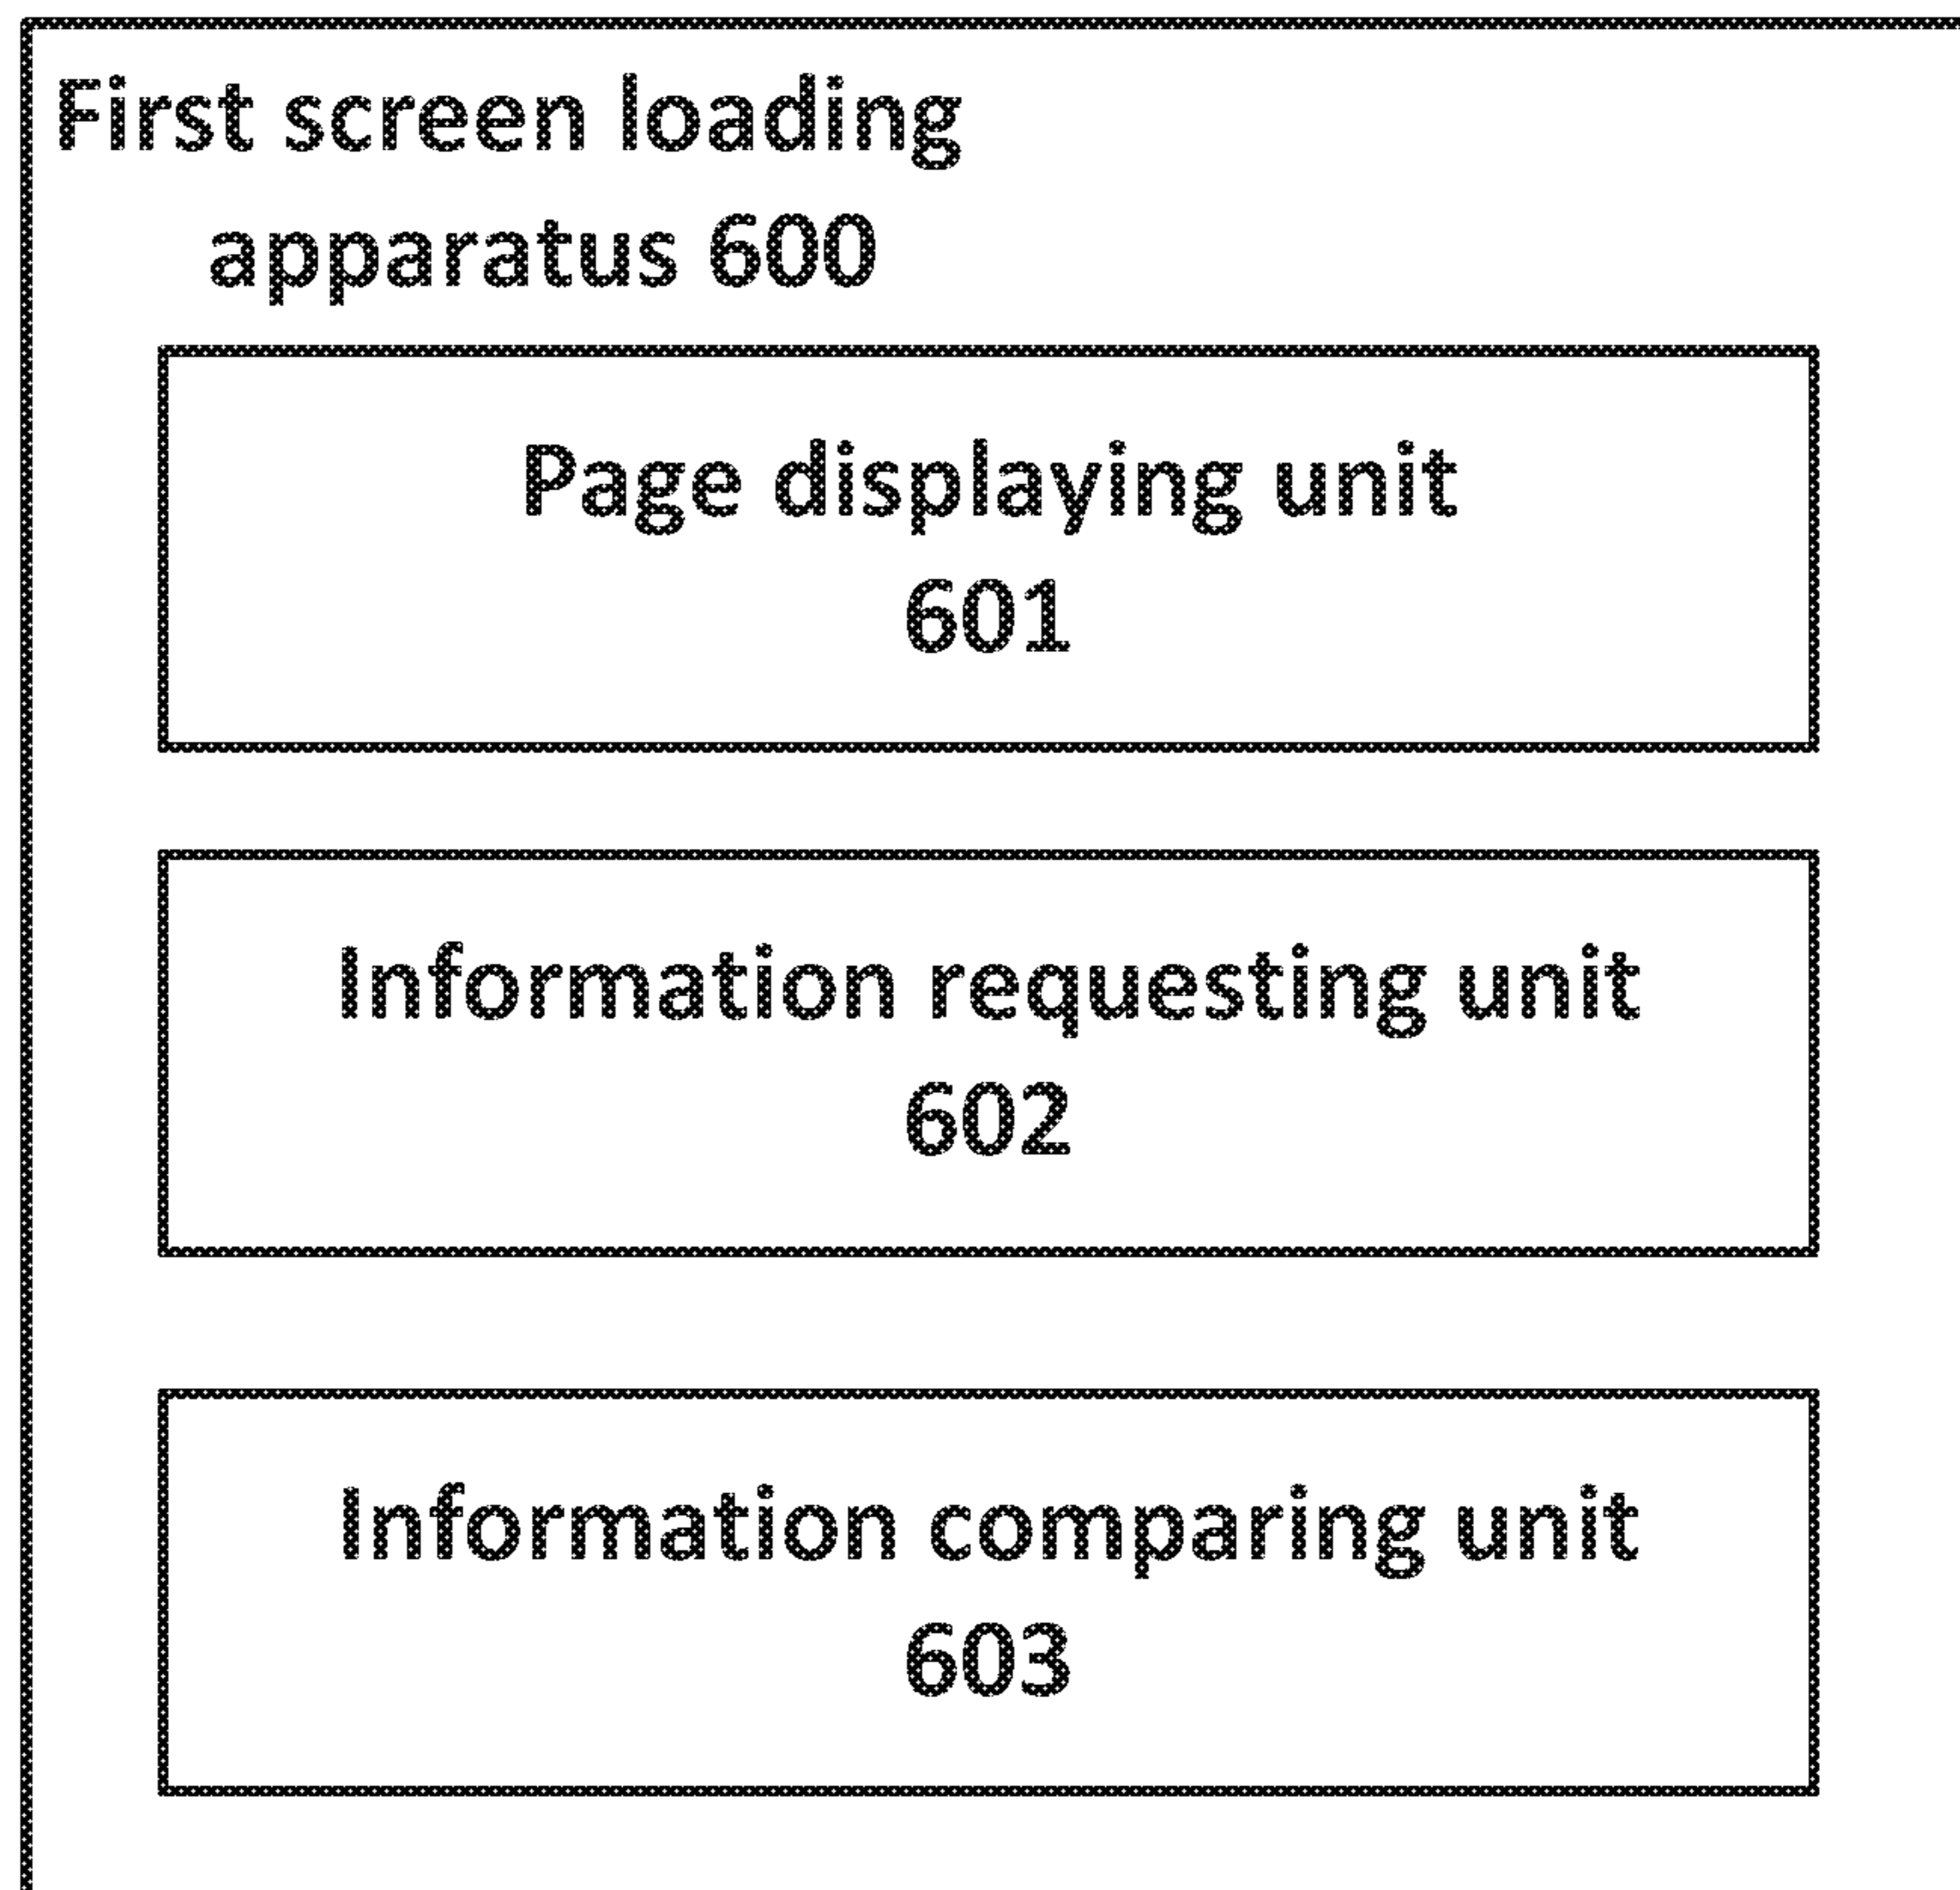 First screen loading
apparatus 600
Page displaying unit
601
Information requesting unit
602
Information comparing unit
603